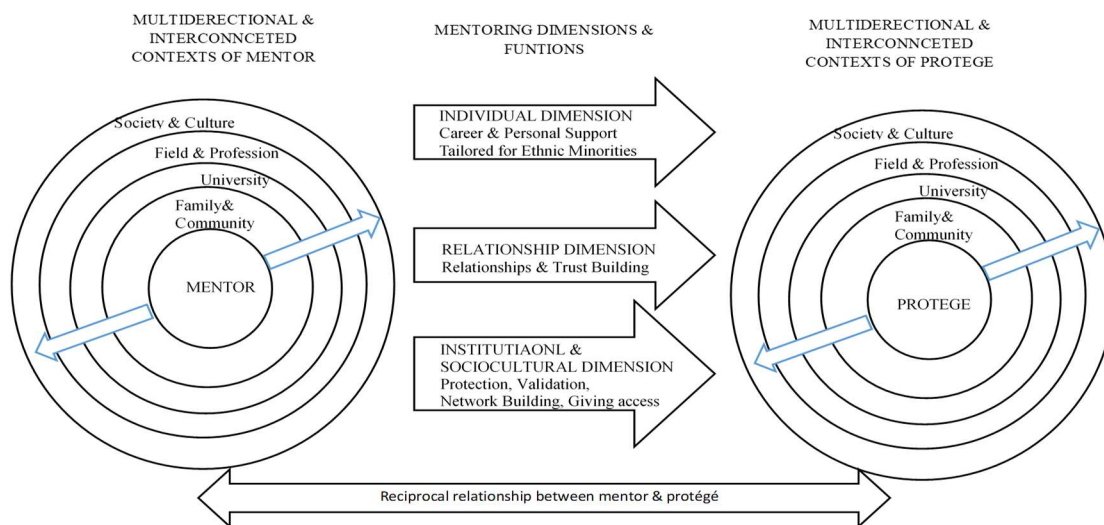 MULTIDERECTIONAL &
INTERCONNCETED
CONTEXTS OF MENTOR
MENTORING DIMENSIONS &
FUNTIONS
MULTIDERECTIONAL &
INTERCONNCETED
CONTEXTS OF PROTEGE
Society & Culture
Field & Profession
University
Family&
Community
MENTOR
INDIVIDUAL DIMENSION
Career & Personal Support
Tailored for Ethnic Minorities
RELATIONSHIP DIMENSION
Relationships & Trust Building
INSTITUTIAONL &
SOCIOCULTURAL DIMENSION
Protection, Validation,
Network Building, Giving access
Society & Culture
Field & Profession
University
Family&
Community
PROTEGE
Reciprocal relationship between mentor & protégé